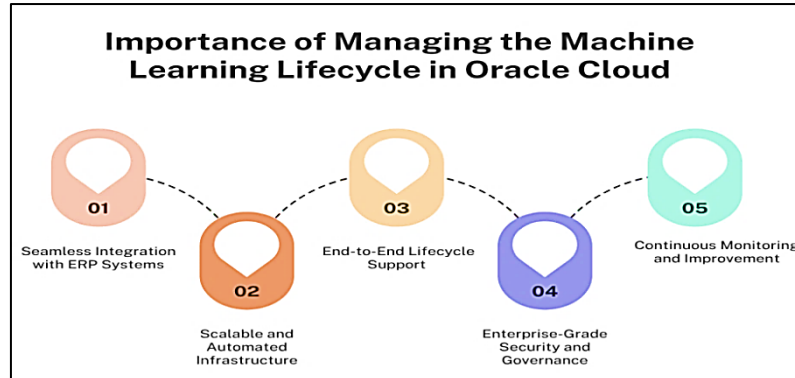 Importance of Managing the Machine
Learning Lifecycle in Oracle Cloud
01
Seamless Integration
with ERP Systems
02
Scalable and
Automated
Infrastructure
03
End-to-End Lifecycle
Support
04
Enterprise-Grade
Security and
Governance
05
Continuous Monitoring
and Improvement